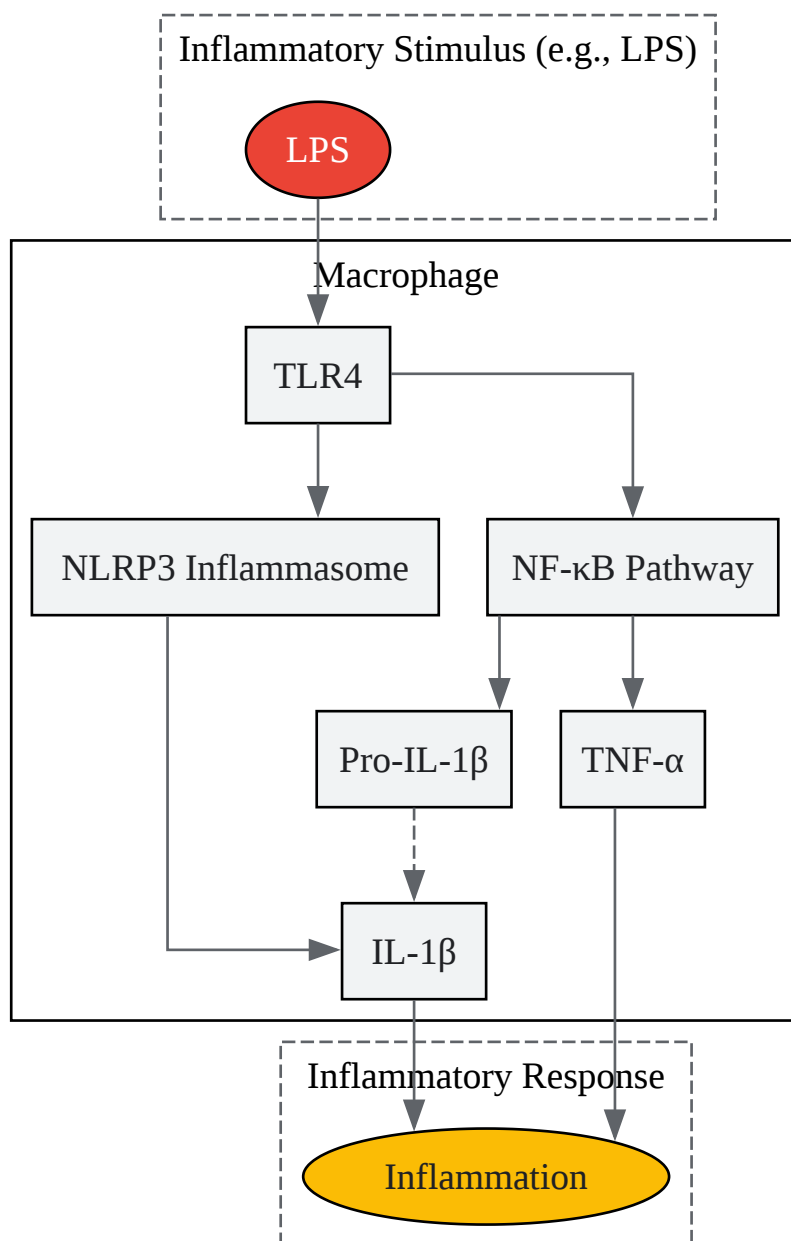 Inflammatory Stimulus (e.g., LPS)
LPS
Macrophage
TLR4
NLRP3 Inflammasome
NF-κB Pathway
Pro-IL-1β
TNF-α
IL-1β
Inflammatory Response
Inflammation